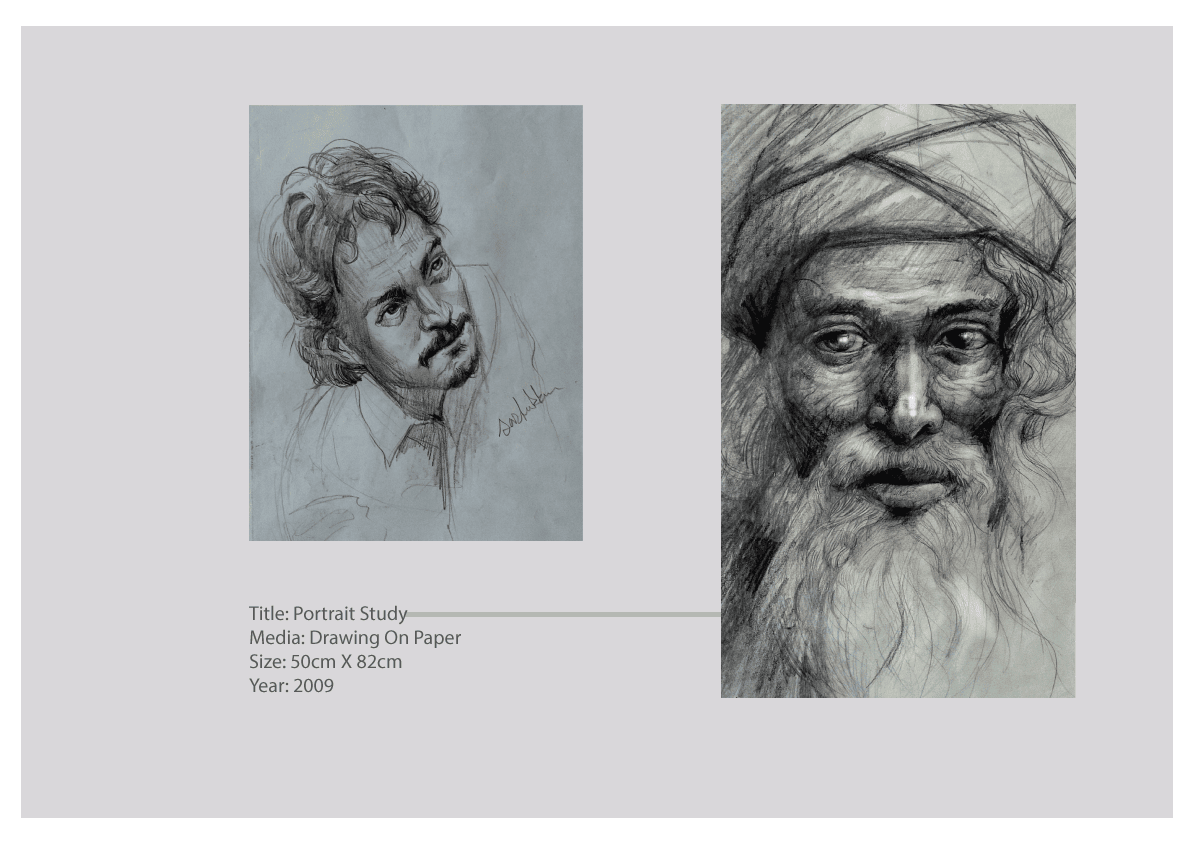 Title: Portrait Study
Media: Drawing On Paper
Size: 50cm X 82cm
Year: 2009